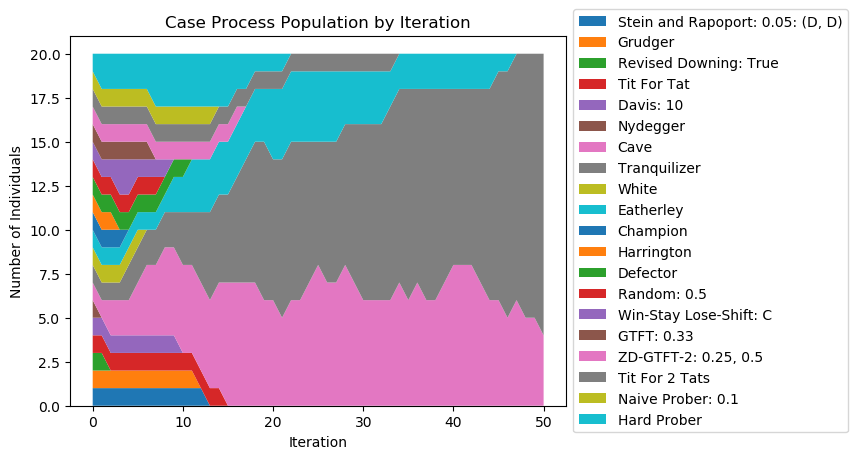 Case Process Population by Iteration
Number of Individuals
20.0
17.5
15.0
12.5
10.0
7.5
5.0
2.5
0.0
0
10
20
30
40
50
Iteration
Stein and Rapoport: 0.05: (D, D)
Grudger
Revised Downing: True
Tit For Tat
Davis: 10
Nydegger
Cave
Tranquilizer
White
Eatherley
Champion
Harrington
Defector
Random: 0.5
Win-Stay Lose-Shift: C
GTFT: 0.33
ZD-GTFT-2: 0.25, 0.5
Tit For 2 Tats
Naive Prober: 0.1
Hard Prober